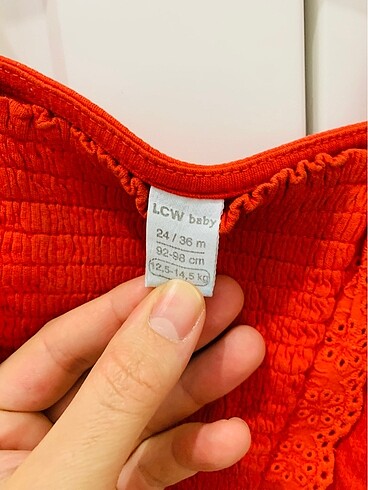 LCW baby
24 / 36 m
92-98 cm
12,5-14,5 kg